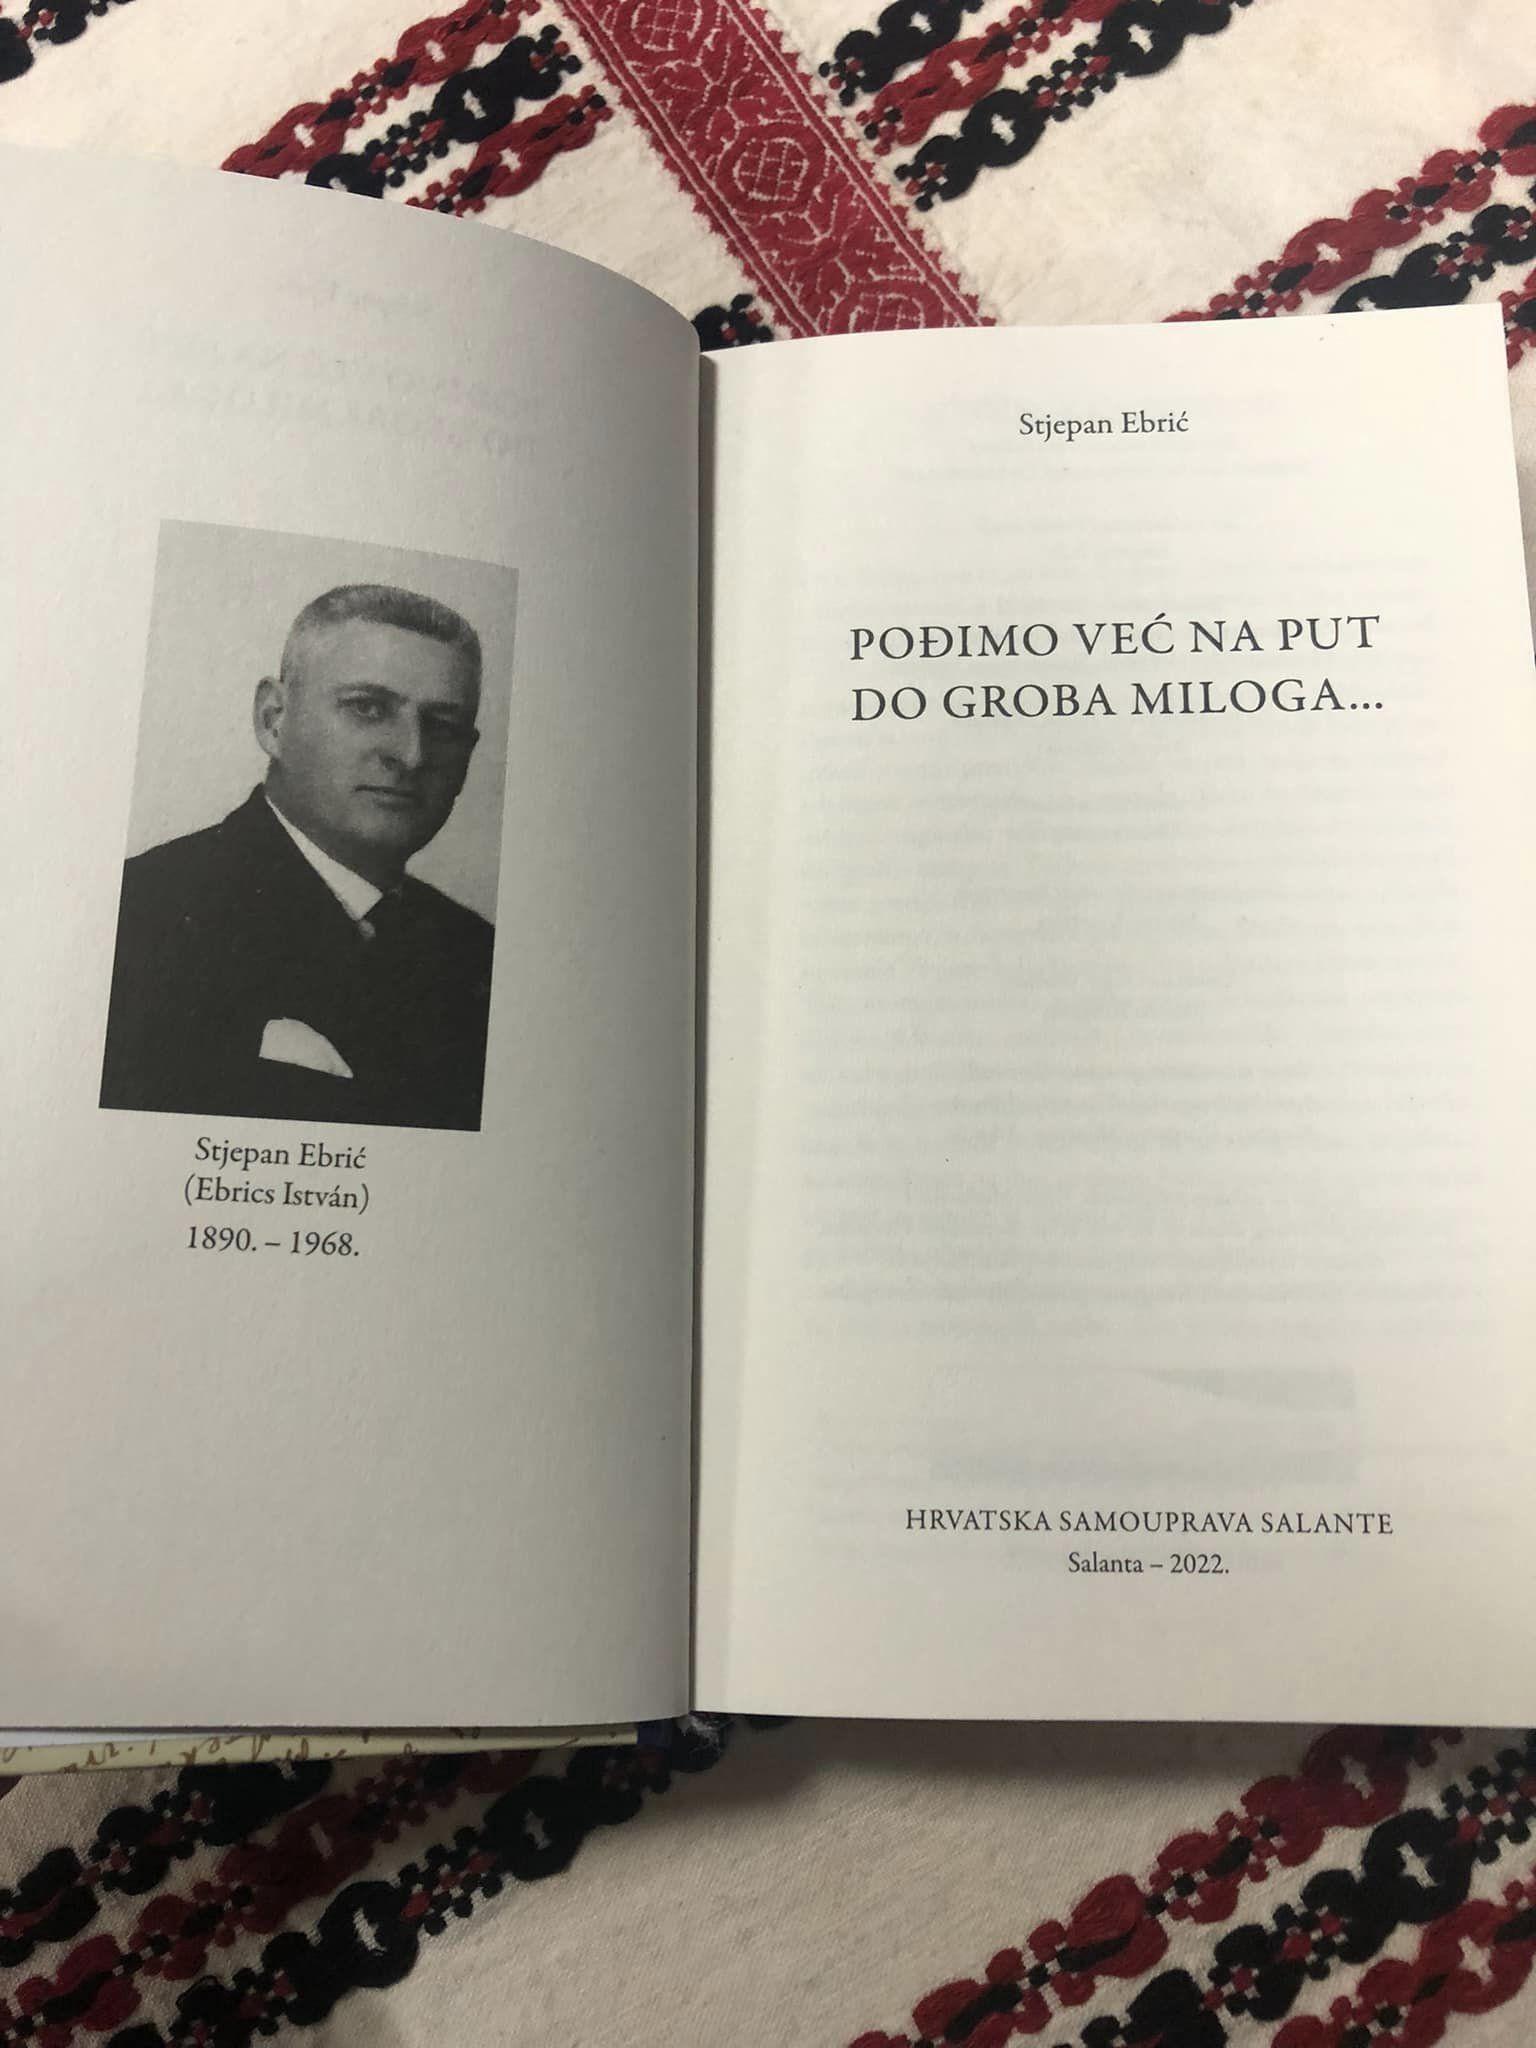 Stjepan Ebrić
(Ebrics István)
1890. – 1968.
Stjepan Ebrić
POĐIMO VEĆ NA PUT
DO GROBA MILOGA...
HRVATSKA SAMOUPRAVA SALANTE
Salanta – 2022.